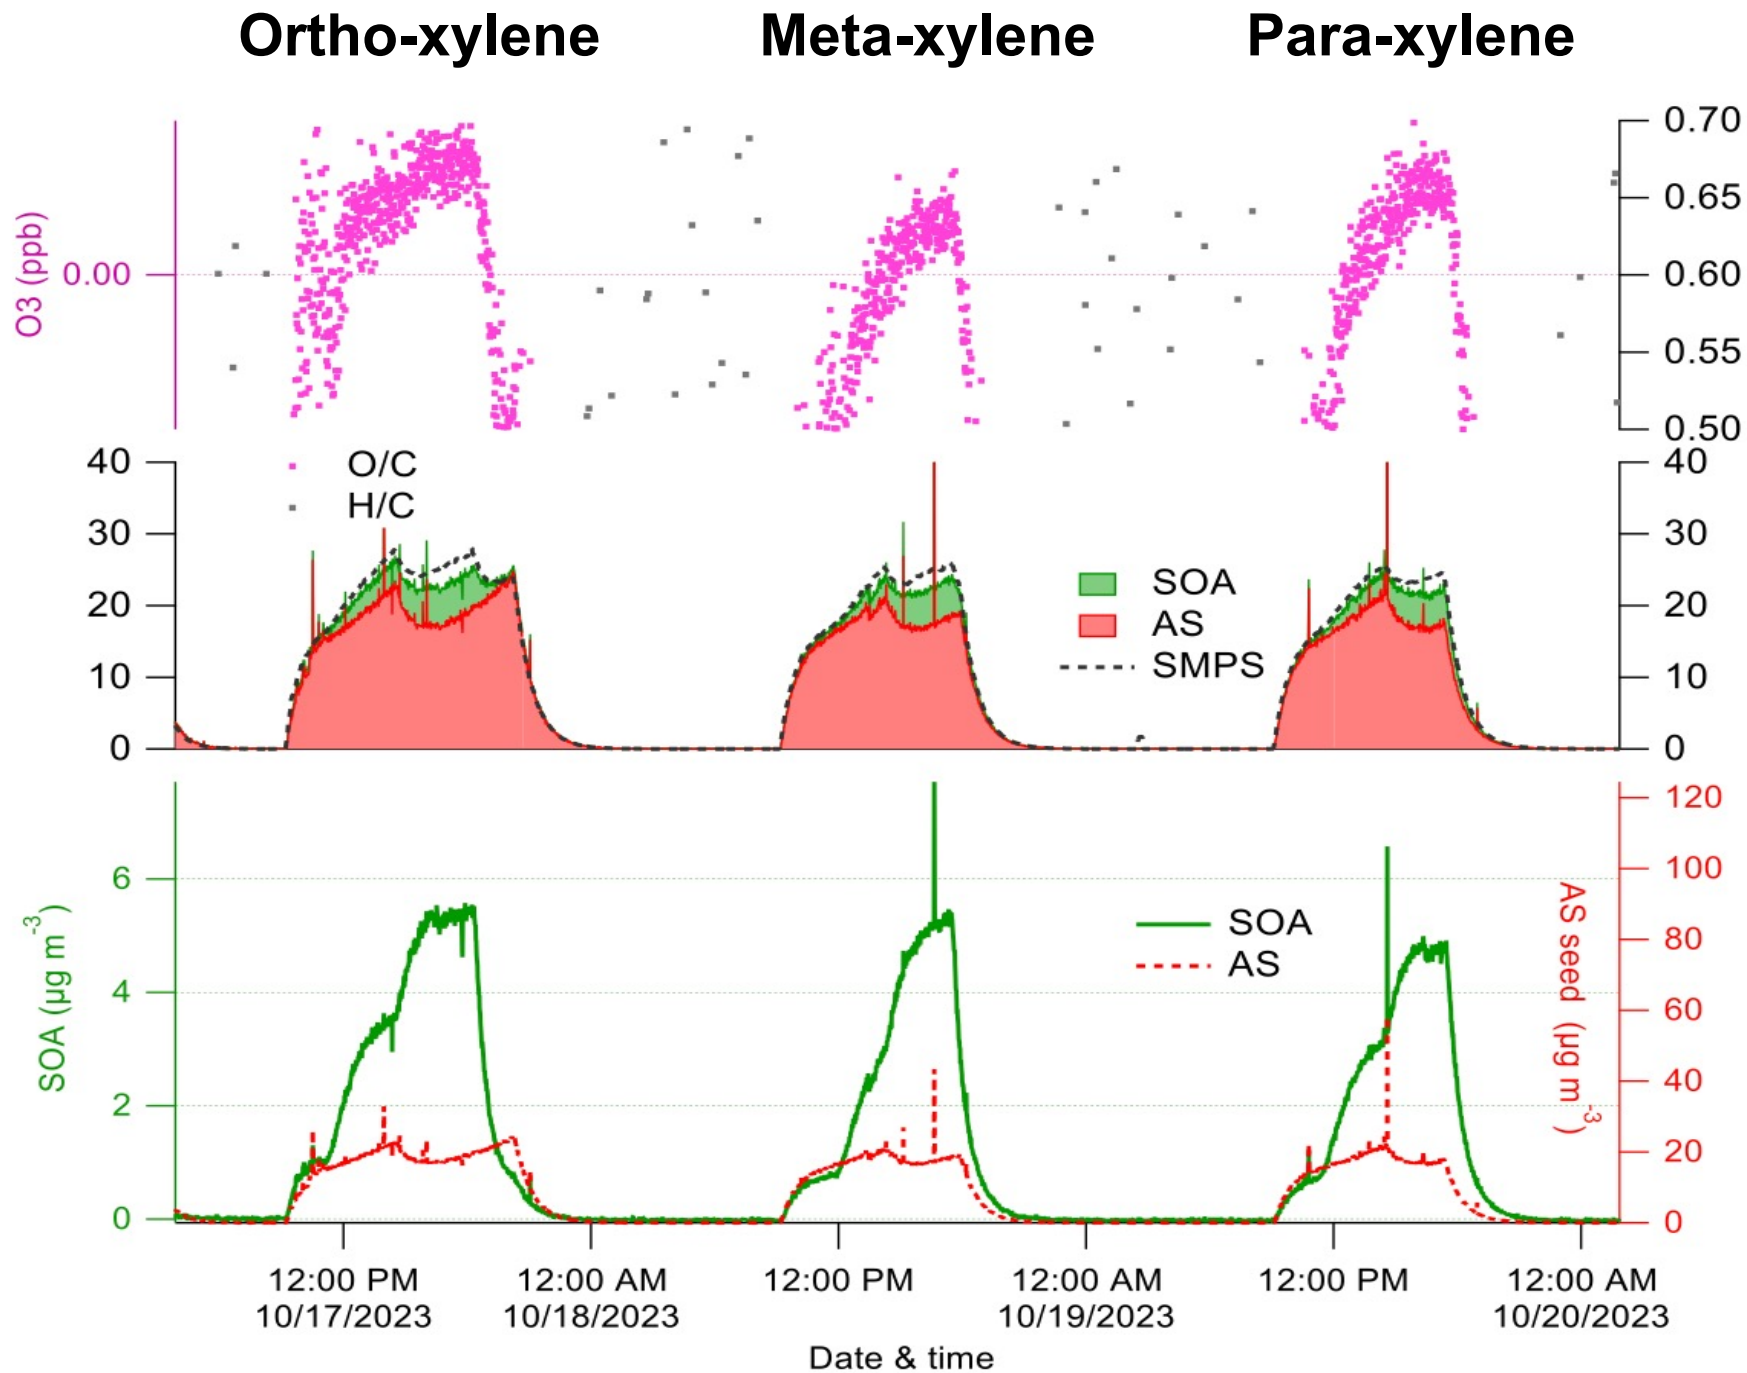 Ortho-xylene Meta-xylene Para-xylene
O3 (ppb)
0.00
0.70
0.65
0.60
0.55
0.50
O/C
H/C
40
30
20
10
0
SOA
AS
SMPS
40
30
20
10
0
SOA (µg m-3)
6
4
2
0
SOA
AS
AS seed (µg m-3)
120
100
80
60
40
20
0
12:00 PM 12:00 AM 12:00 PM 12:00 AM 12:00 PM 12:00 AM
10/17/2023 10/18/2023 10/19/2023 10/20/2023
Date & time